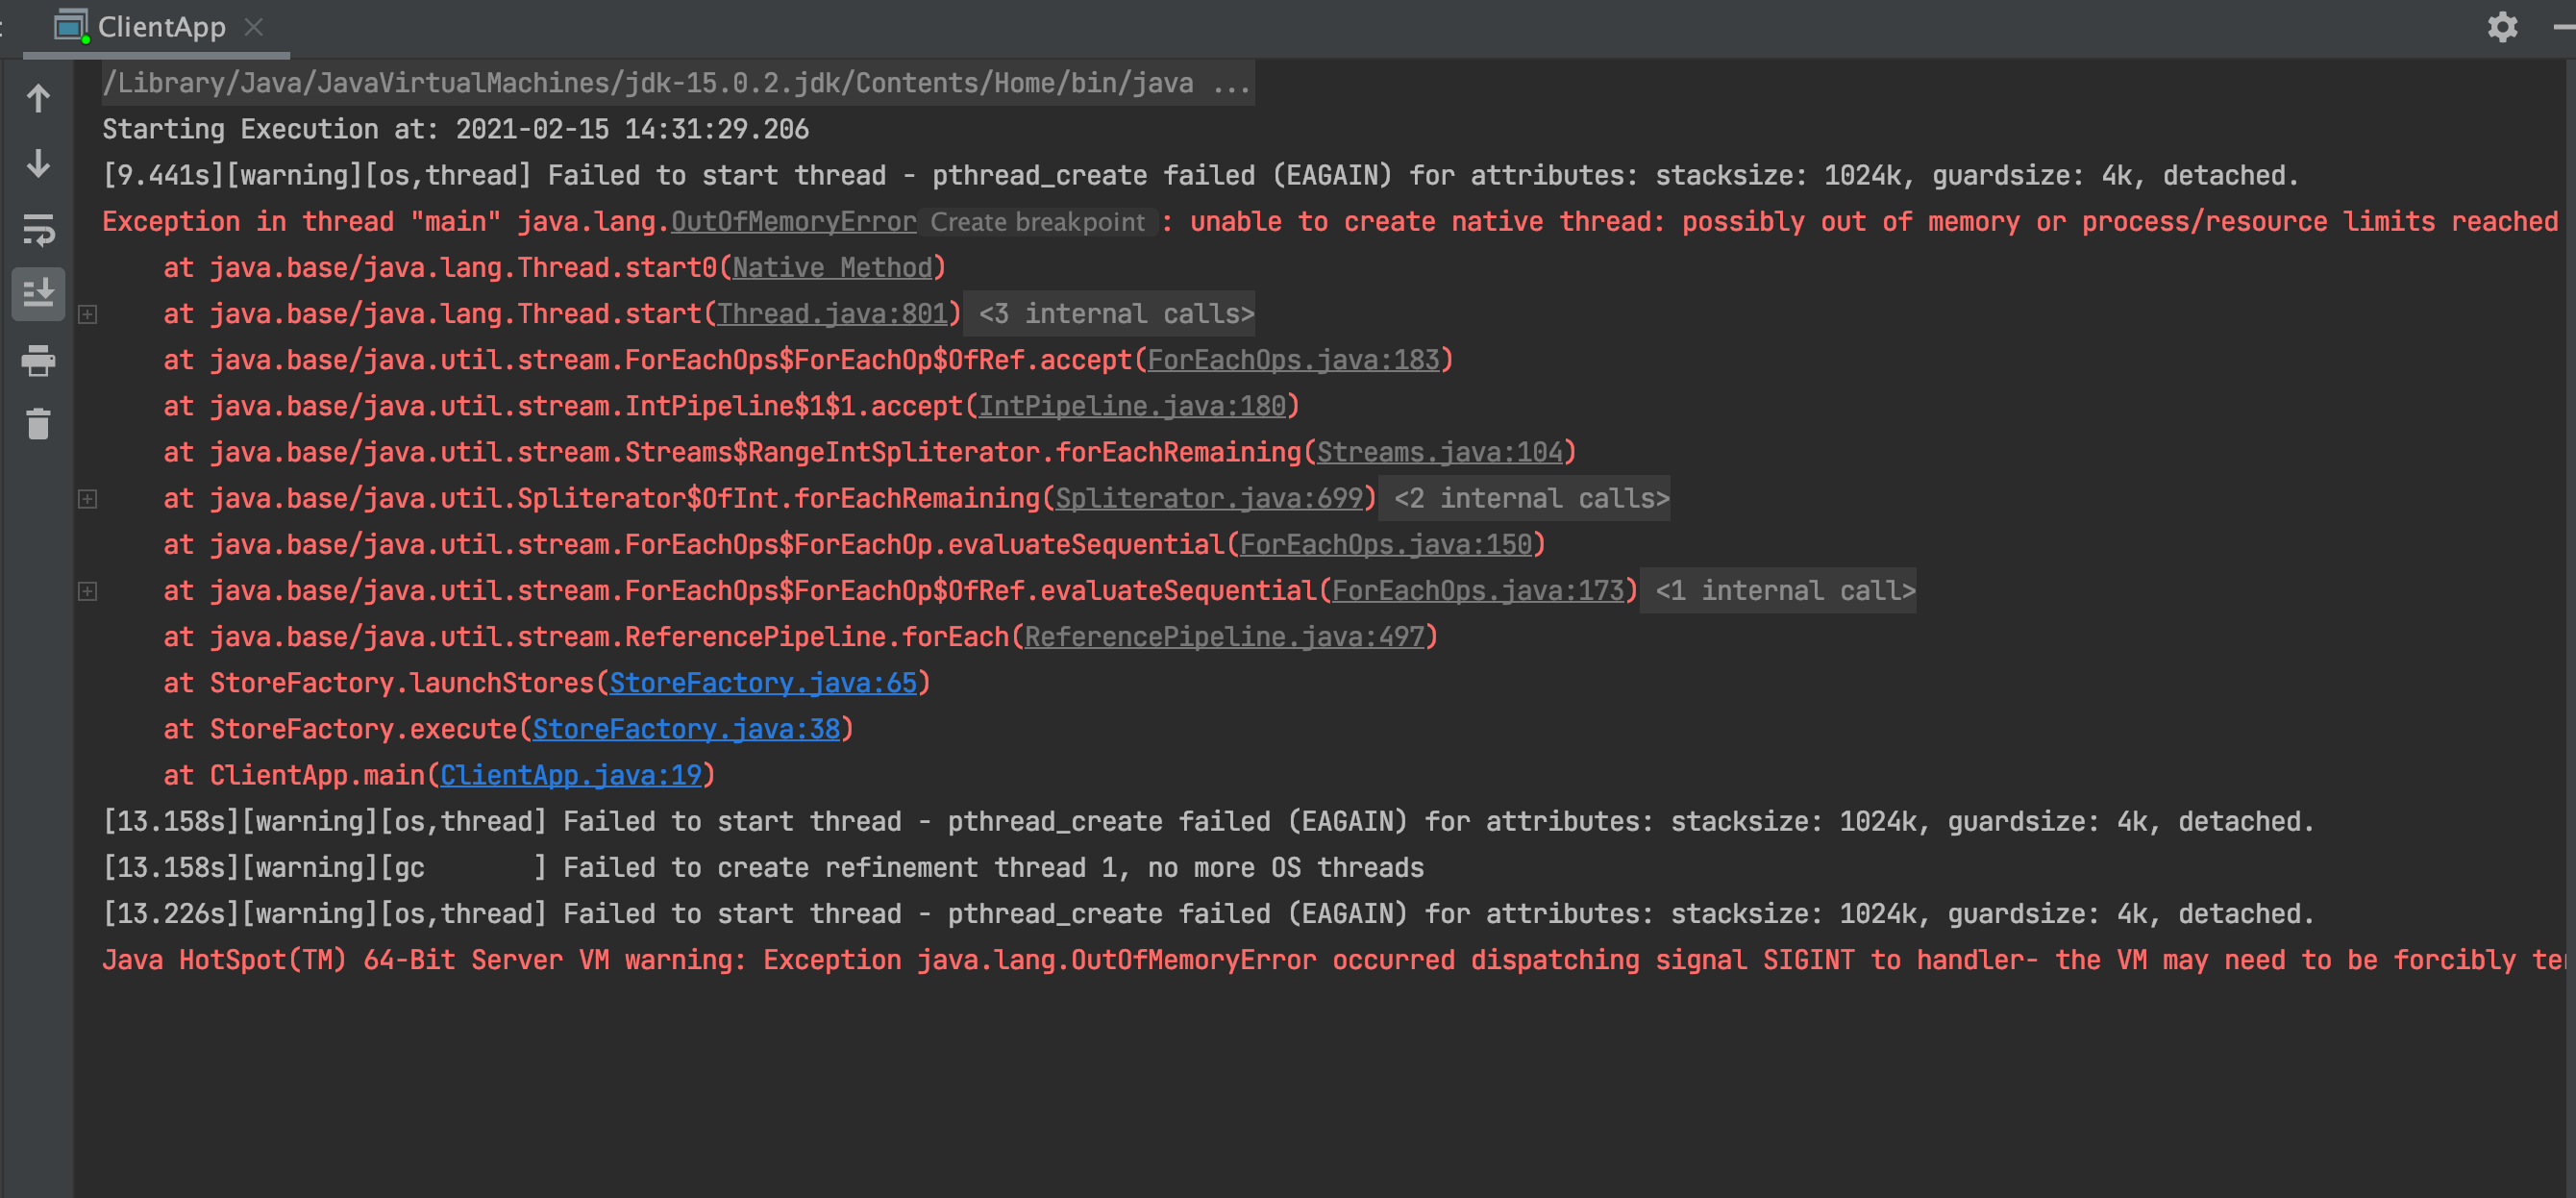 ClientApp
/Library/Java/JavaVirtualMachines/jdk-15.0.2.jdk/Contents/Home/bin/java ...
Starting Execution at: 2021-02-15 14:31:29.206
[9.441s][warning][os,thread] Failed to start thread - pthread_create failed (EAGAIN) for attributes: stacksize: 1024k, guardsize: 4k, detached.
Exception in thread "main" java.lang.OutOfMemoryError Create breakpoint : unable to create native thread: possibly out of memory or process/resource limits reached
at java.base/java.lang.Thread.start0(Native Method)
at java.base/java.lang.Thread.start(Thread.java:801) <3 internal calls>
at java.base/java.util.stream.ForEachOps$ForEachOp$OfRef.accept(ForEachOps.java:183)
at java.base/java.util.stream.IntPipeline$1$1.accept(IntPipeline.java:180)
at java.base/java.util.stream.Streams$RangeIntSpliterator.forEachRemaining(Streams.java:104)
at java.base/java.util.Spliterator$OfInt.forEachRemaining(Spliterator.java:699) <2 internal calls>
at java.base/java.util.stream.ForEachOps$ForEachOp.evaluateSequential(ForEachOps.java:150)
at java.base/java.util.stream.ForEachOps$ForEachOp$OfRef.evaluateSequential(ForEachOps.java:173) <1 internal call>
at java.base/java.util.stream.ReferencePipeline.forEach(ReferencePipeline.java:497)
at StoreFactory.launchStores(StoreFactory.java:65)
at StoreFactory.execute(StoreFactory.java:38)
at ClientApp.main(ClientApp.java:19)
[13.158s][warning][os,thread] Failed to start thread - pthread_create failed (EAGAIN) for attributes: stacksize: 1024k, guardsize: 4k, detached.
[13.158s][warning][gc       ] Failed to create refinement thread 1, no more OS threads
[13.226s][warning][os,thread] Failed to start thread - pthread_create failed (EAGAIN) for attributes: stacksize: 1024k, guardsize: 4k, detached.
Java HotSpot(TM) 64-Bit Server VM warning: Exception java.lang.OutOfMemoryError occurred dispatching signal SIGINT to handler- the VM may need to be forcibly